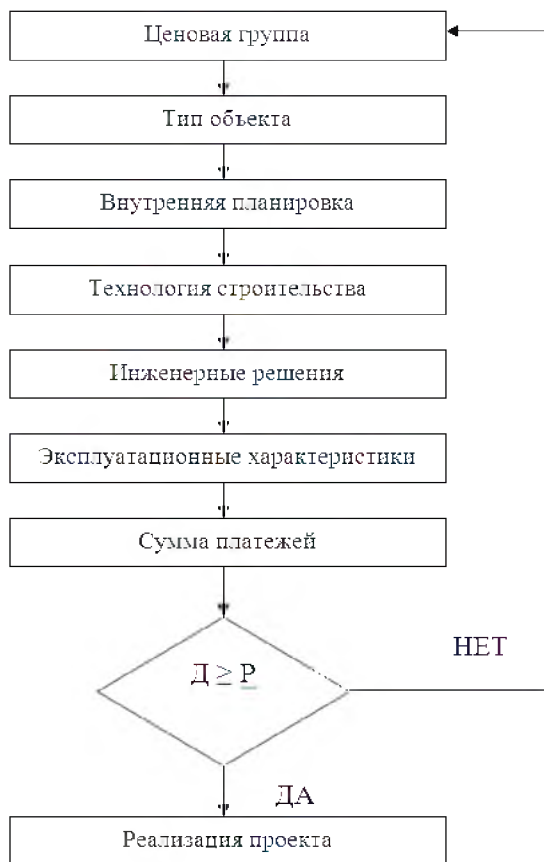 Ценовая группа
Тип объекта
Внутренняя планировка
Технология строительства
Инженерные решения
Эксплуатационные характеристики
Сумма платежей
Д ≥ Р
НЕТ
ДА
Реализация проекта